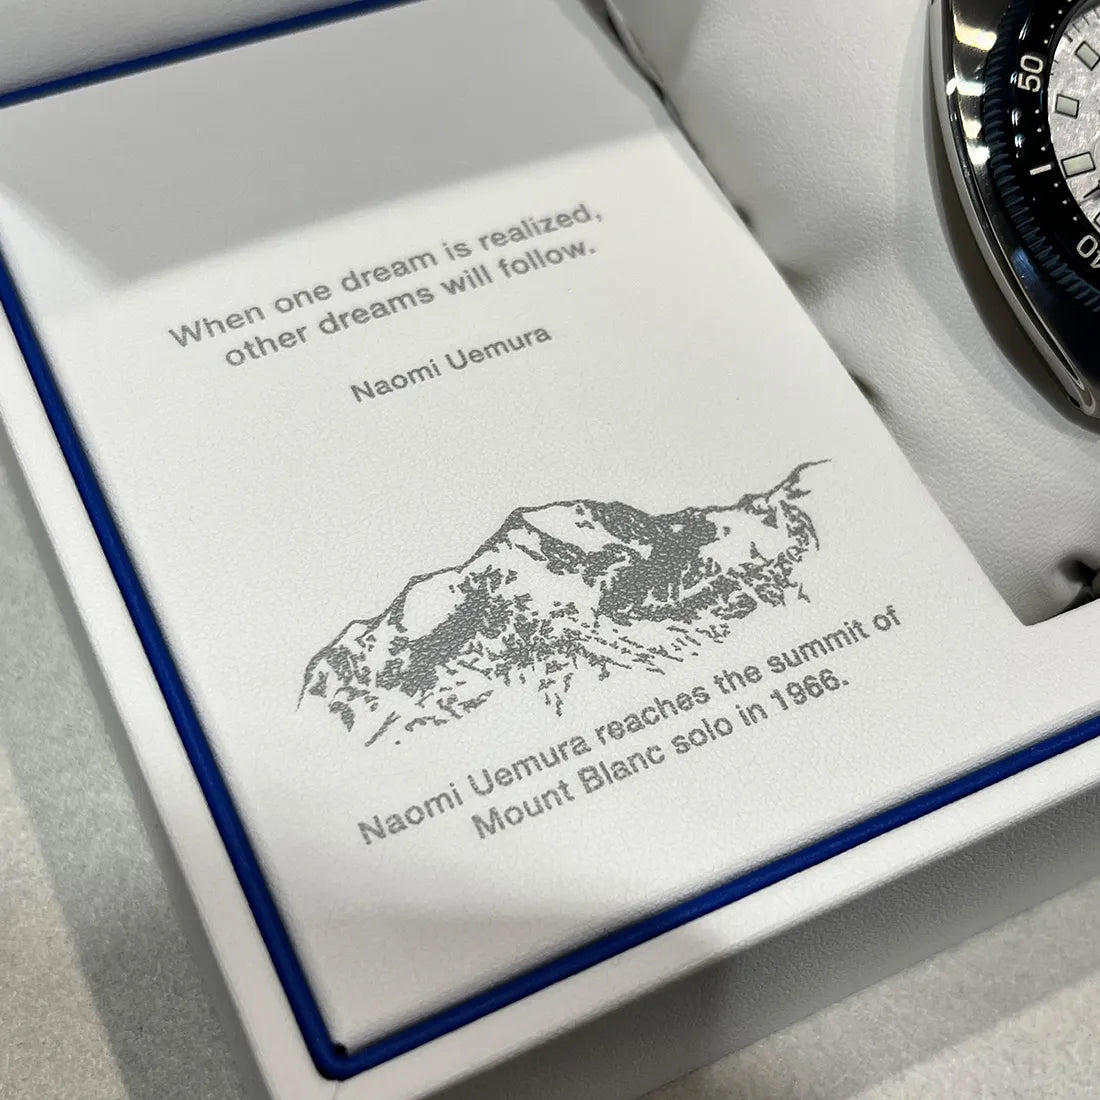 When one dream is realized,
other dreams will follow.
Naomi Uemura
Naomi Uemura reaches the summit of
Mount Blanc solo in 1966.
50
40